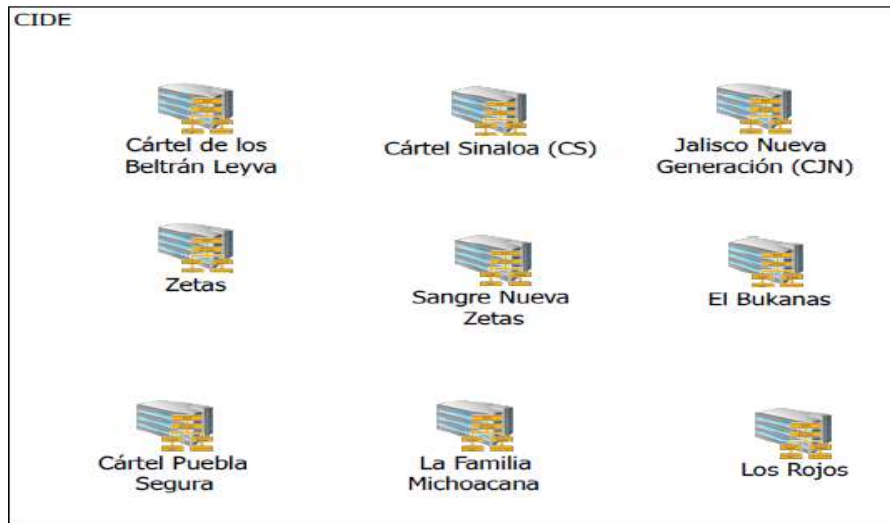 CIDE
Cártel de los
Beltrán Leyva
Cártel Sinaloa (CS)
Jalisco Nueva
Generación (CJN)
Zetas
Sangre Nueva
Zetas
El Bukanas
Cártel Puebla
Segura
La Familia
Michoacana
Los Rojos